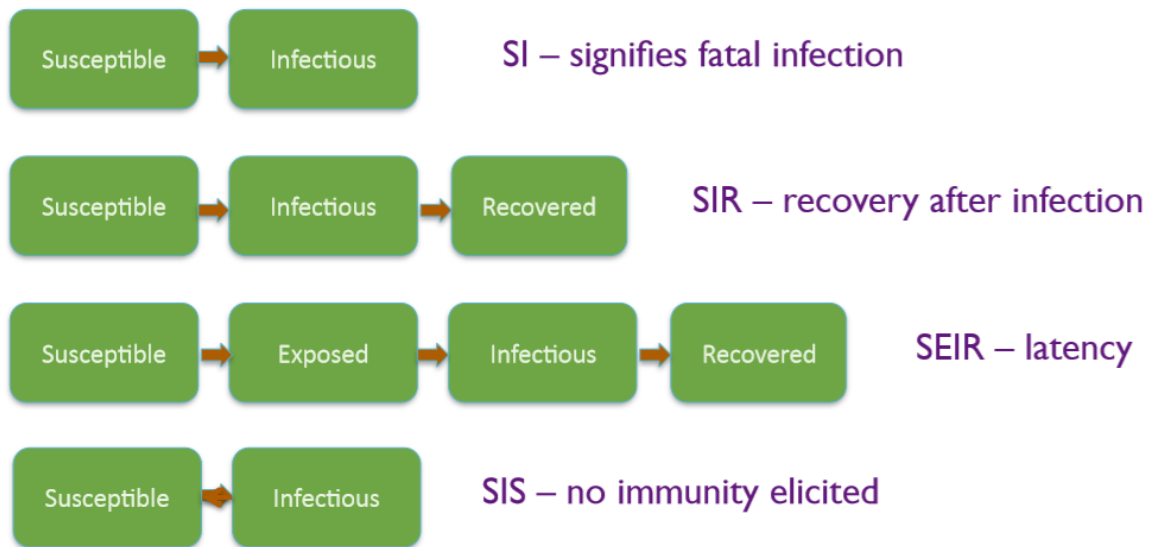 Susceptible Infectious SI – signifies fatal infection
Susceptible Infectious Recovered SIR – recovery after infection
Susceptible Exposed Infectious Recovered SEIR – latency
Susceptible Infectious SIS – no immunity elicited